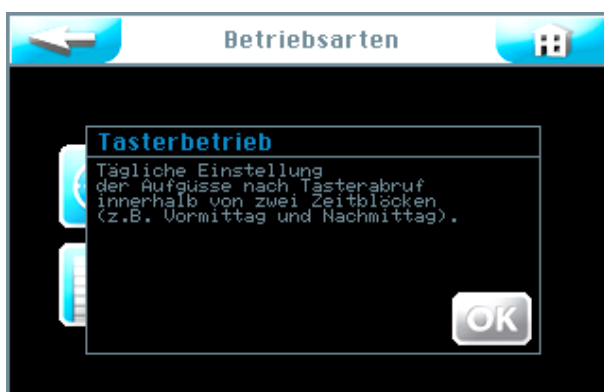 Betriebsarten
Tasterbetrieb
Tägliche Einstellung
der Aufgüsse nach Tasterabruf
innerhalb von zwei Zeitblöcken
(z.B. Vormittag und Nachmittag).
OK